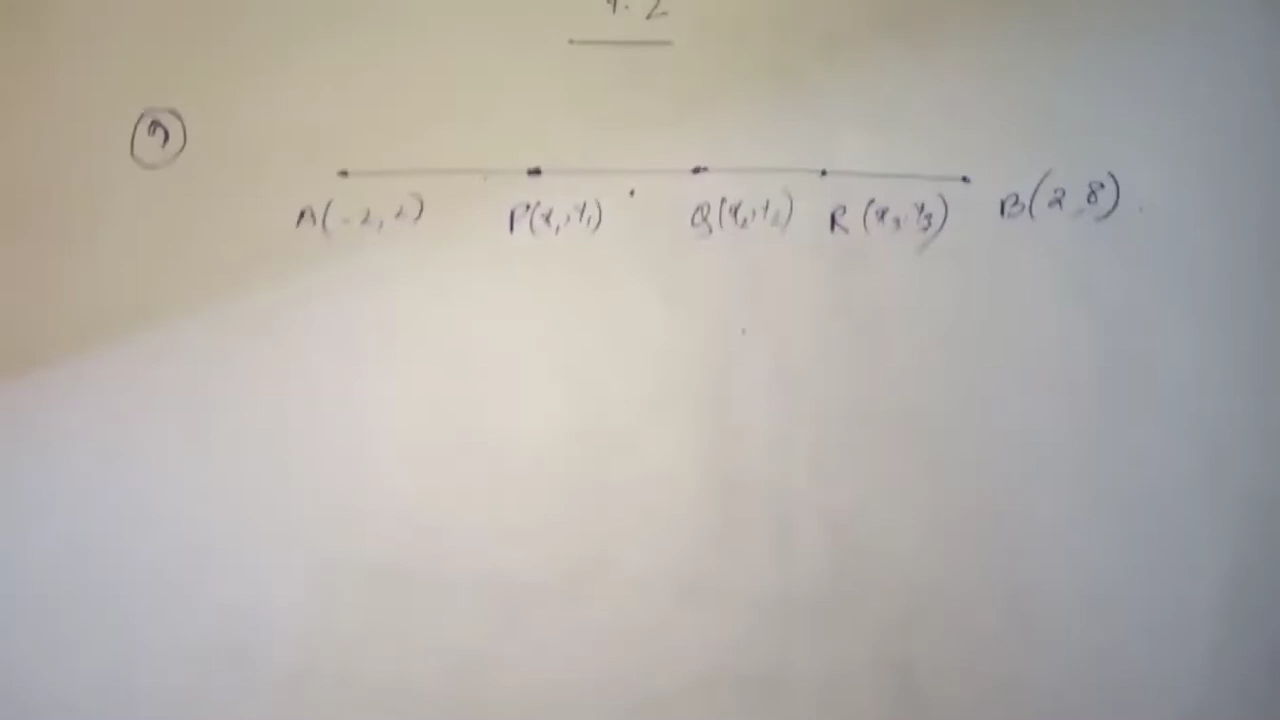 9
A(-2, 2) P(x₁, y₁) Q(x₂, y₂) R(x₃, y₃) B(2 8)